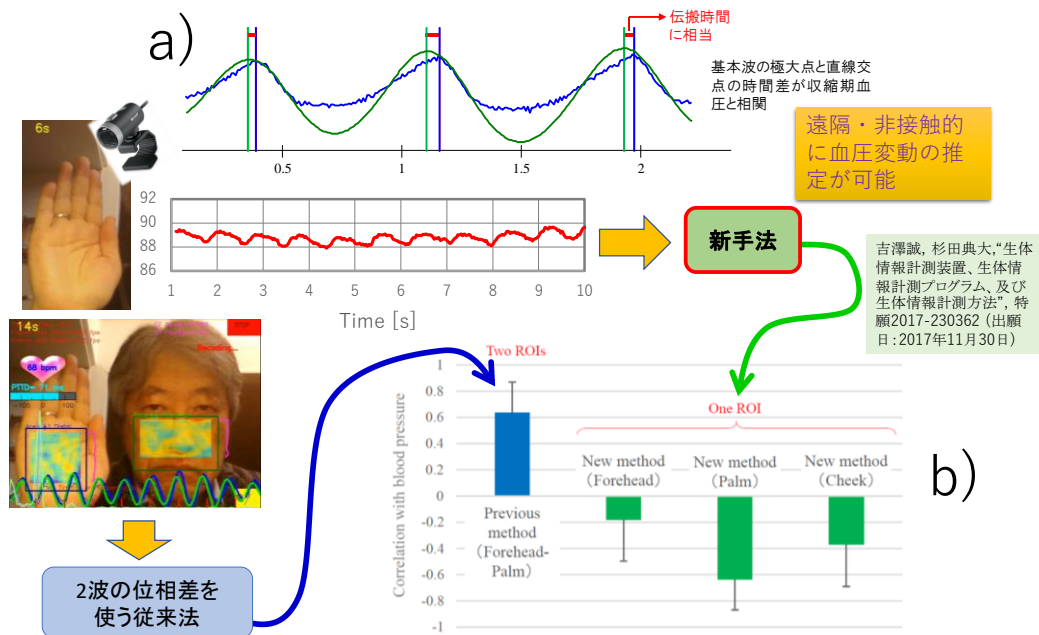 a)
伝搬時間
に相当
基本波の極大点と直線交
点の時間差が収縮期血
圧と相関
0.5
1
1.5
2
6s
遠隔・非接触的
に血圧変動の推
定が可能
92
90
88
86
1 2 3 4 5 6 7 8 9 10
Time [s]
新手法
吉澤誠, 杉田典大,“生体
情報計測装置、生体情
報計測プログラム、及び
生体情報計測方法”, 特
願2017-230362 (出願
日:2017年11月30日)
14s
Recording...
68 bpm
PTTD= 71 ms
-100 0 100
Two ROIs
One ROI
Correlation with blood pressure
1
0.8
0.6
0.4
0.2
0
-0.2
-0.4
-0.6
-0.8
-1
Previous
method
(Forehead-
Palm)
New method
(Forehead)
New method
(Palm)
New method
(Cheek)
b)
2波の位相差を
使う従来法